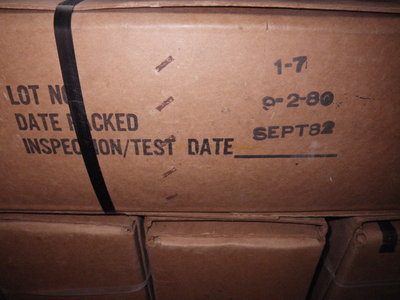 LOT NO 1-7
DATE PACKED 9-2-80
INSPECTION/TEST DATE SEPT82